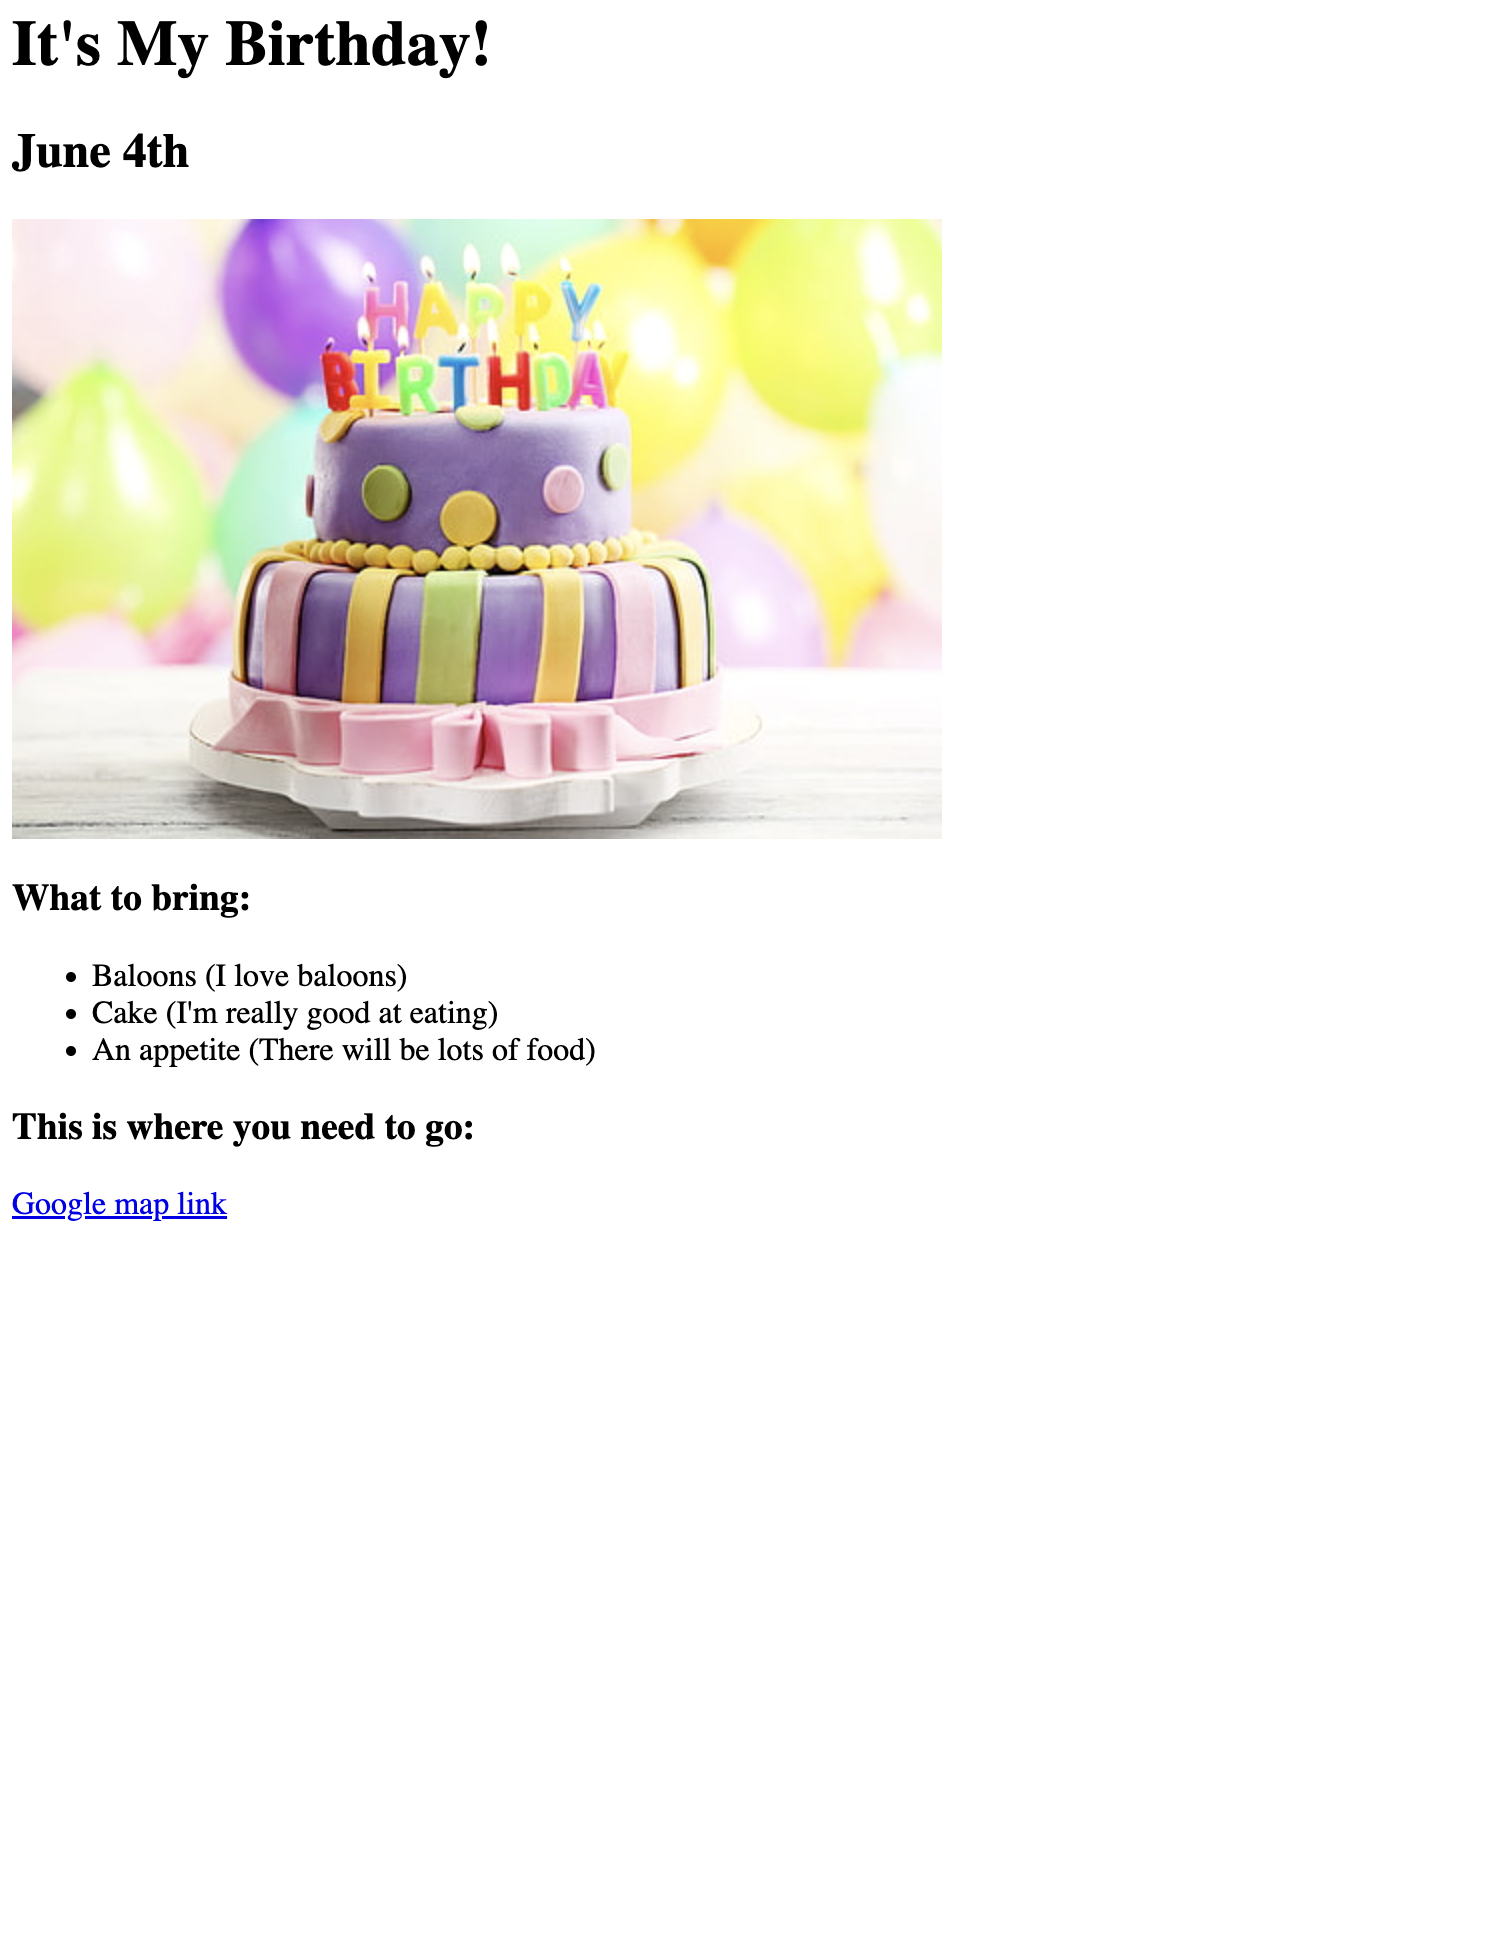 It's My Birthday!
June 4th
HAPPY
BIRTHDAY
What to bring:
Baloons (I love baloons)
Cake (I'm really good at eating)
An appetite (There will be lots of food)
This is where you need to go:
Google map link